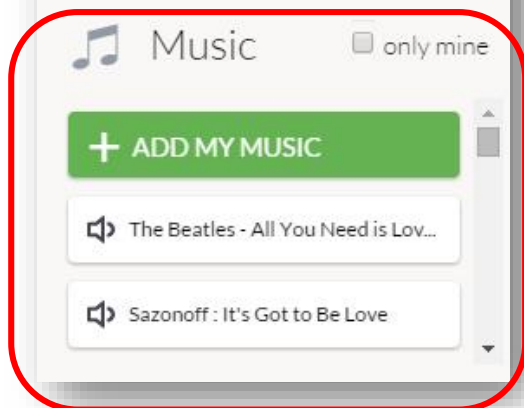 Music
only mine
+ ADD MY MUSIC
The Beatles - All You Need is Lov...
Sazonoff : It's Got to Be Love